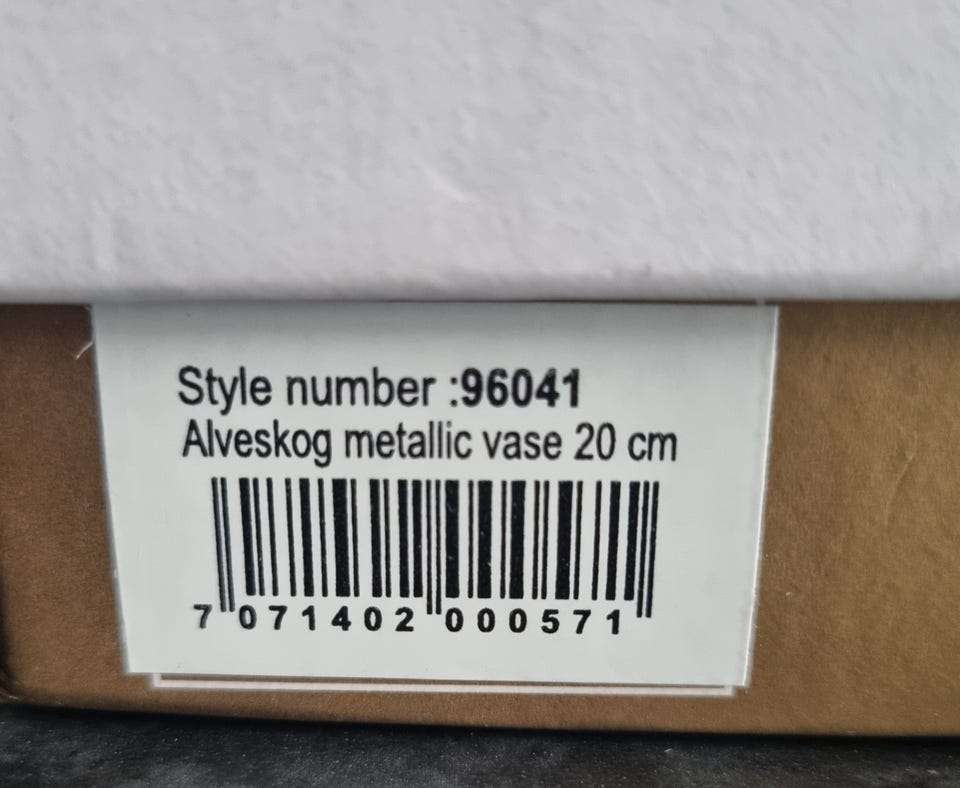 Style number :96041
Alveskog metallic vase 20 cm
7 071402 000571